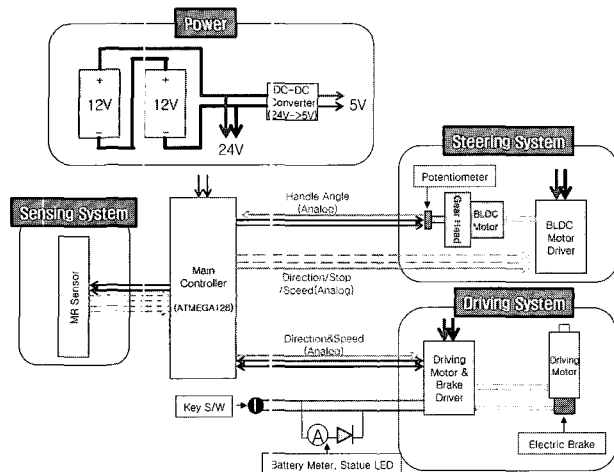 Power
+
+
12V
12V
−
−
DC-DC
Converter
(24V->5V)
5V
24V
Steering System
Potentiometer
Gear Head
BLDC
Motor
BLDC
Motor
Driver
Handle Angle
(Analog)
Sensing System
MR Sensor
Main
Controller
(ATMEGA128)
Direction/Stop
/Speed(Analog)
Driving System
Direction&Speed
(Analog)
Driving
Motor &
Brake
Driver
Driving
Motor
Key S/W
A
Electric Brake
Battery Meter, Statue LED